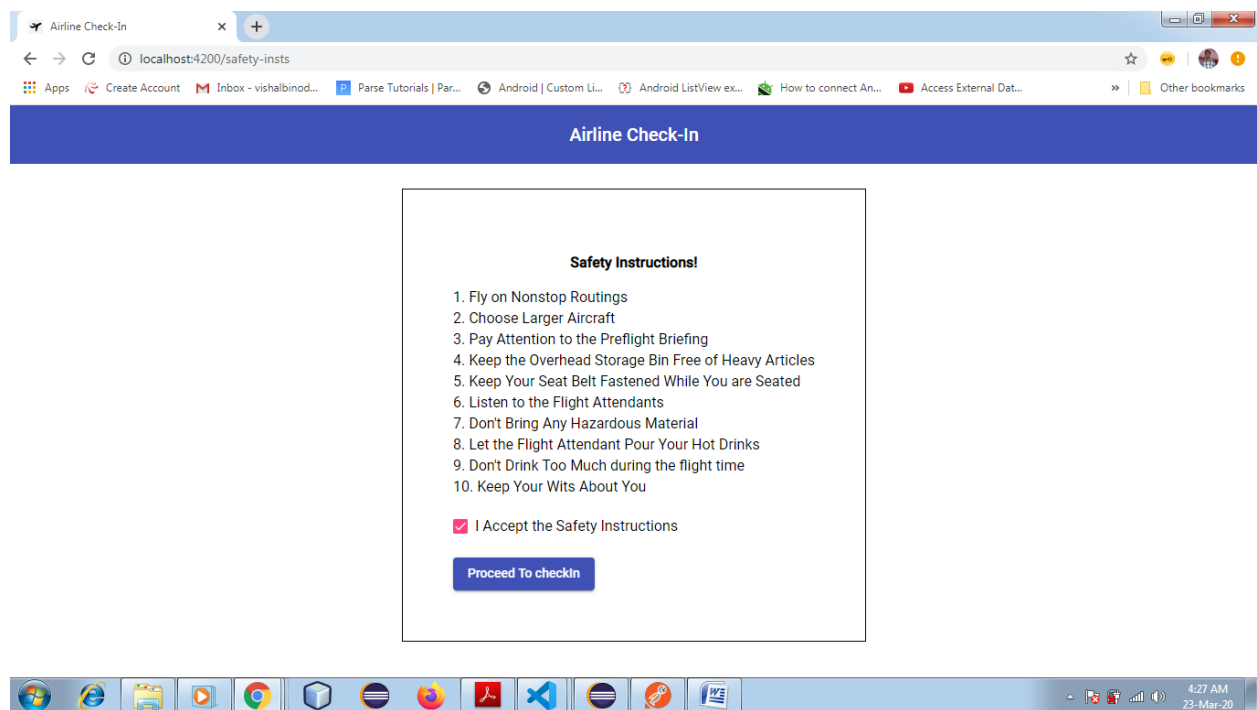 Airline Check-In
localhost:4200/safety-insts
Apps Create Account Inbox - vishalbinod... Parse Tutorials | Par... Android | Custom Li... Android ListView ex... How to connect An... Access External Dat... » Other bookmarks
Airline Check-In
Safety Instructions!
1. Fly on Nonstop Routings
2. Choose Larger Aircraft
3. Pay Attention to the Preflight Briefing
4. Keep the Overhead Storage Bin Free of Heavy Articles
5. Keep Your Seat Belt Fastened While You are Seated
6. Listen to the Flight Attendants
7. Don't Bring Any Hazardous Material
8. Let the Flight Attendant Pour Your Hot Drinks
9. Don't Drink Too Much during the flight time
10. Keep Your Wits About You
I Accept the Safety Instructions
Proceed To checkIn
4:27 AM
23-Mar-20